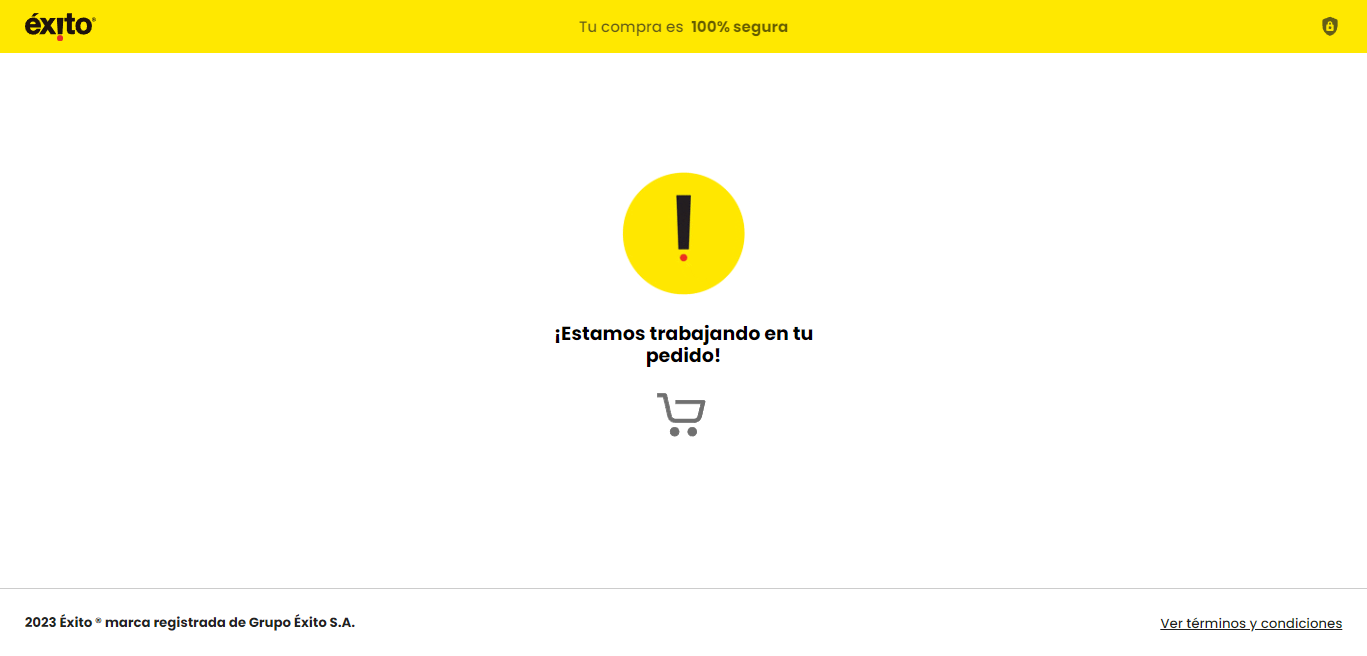 éxito®
Tu compra es 100% segura
¡Estamos trabajando en tu
pedido!
2023 Éxito ® marca registrada de Grupo Éxito S.A.
Ver términos y condiciones